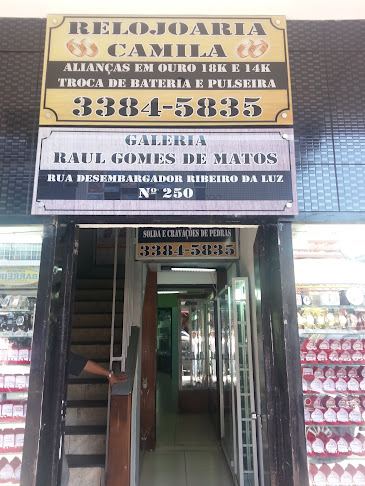 RELOJOARIA
CAMILA
ALIANÇAS EM OURO 18K E 14K
TROCA DE BATERIA E PULSEIRA
3384-5835
GALERIA
RAUL GOMES DE MATOS
RUA DESEMBARGADOR RIBEIRO DA LUZ
Nº 250
SOLDA E CRAVAÇÕES DE PEDRAS
3384-5835